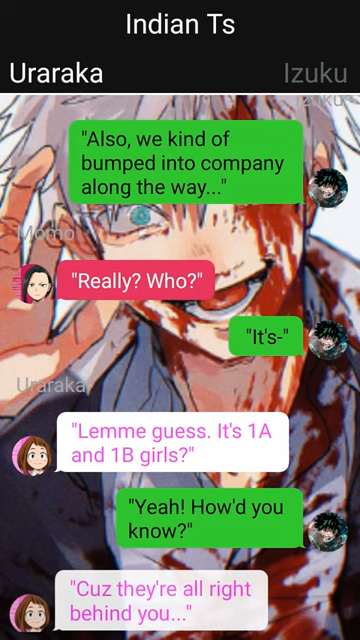 Indian Ts
Uraraka Izuku
Izuku
"Also, we kind of
bumped into company
along the way..."
Momo
"Really? Who?"
"It's-"
Uraraka
"Lemme guess. It's 1A
and 1B girls?"
"Yeah! How'd you
know?"
"Cuz they're all right
behind you..."